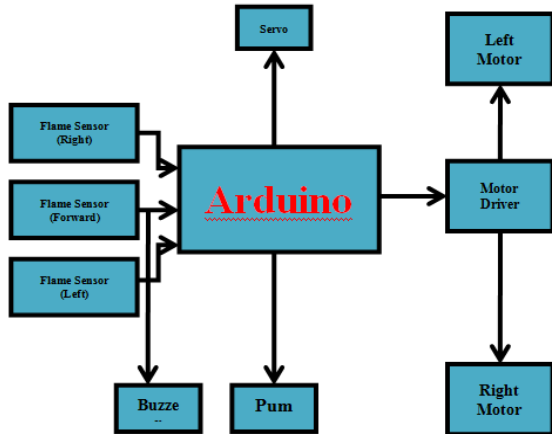 Servo
Left
Motor
Flame Sensor
(Right)
Flame Sensor
(Forward)
Flame Sensor
(Left)
Arduino
Motor
Driver
Buzze
Pum
Right
Motor